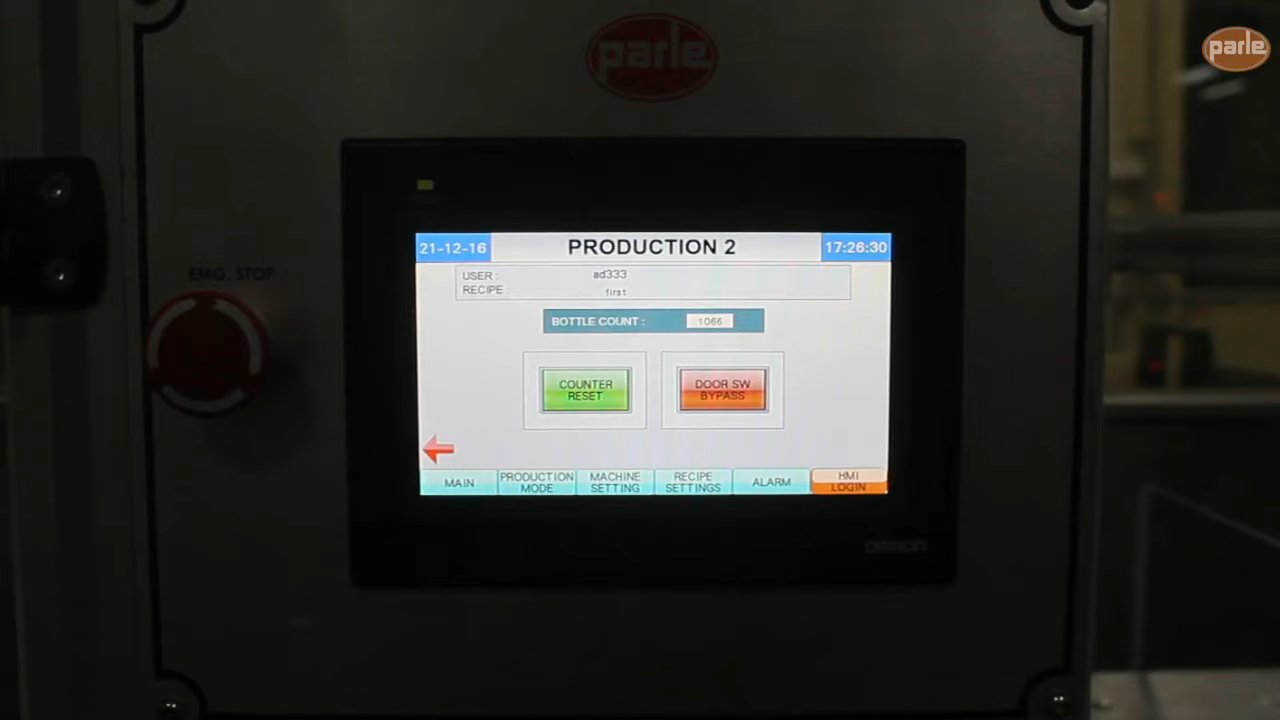 parle
parle
21-12-16 PRODUCTION 2 17:26:30
USER : ad333
RECIPE : first
BOTTLE COUNT : 1066
EMG. STOP
COUNTER RESET
DOOR SW BYPASS
MAIN
PRODUCTION MODE
MACHINE SETTING
RECIPE SETTINGS
ALARM
HMI LOGIN
OMRON